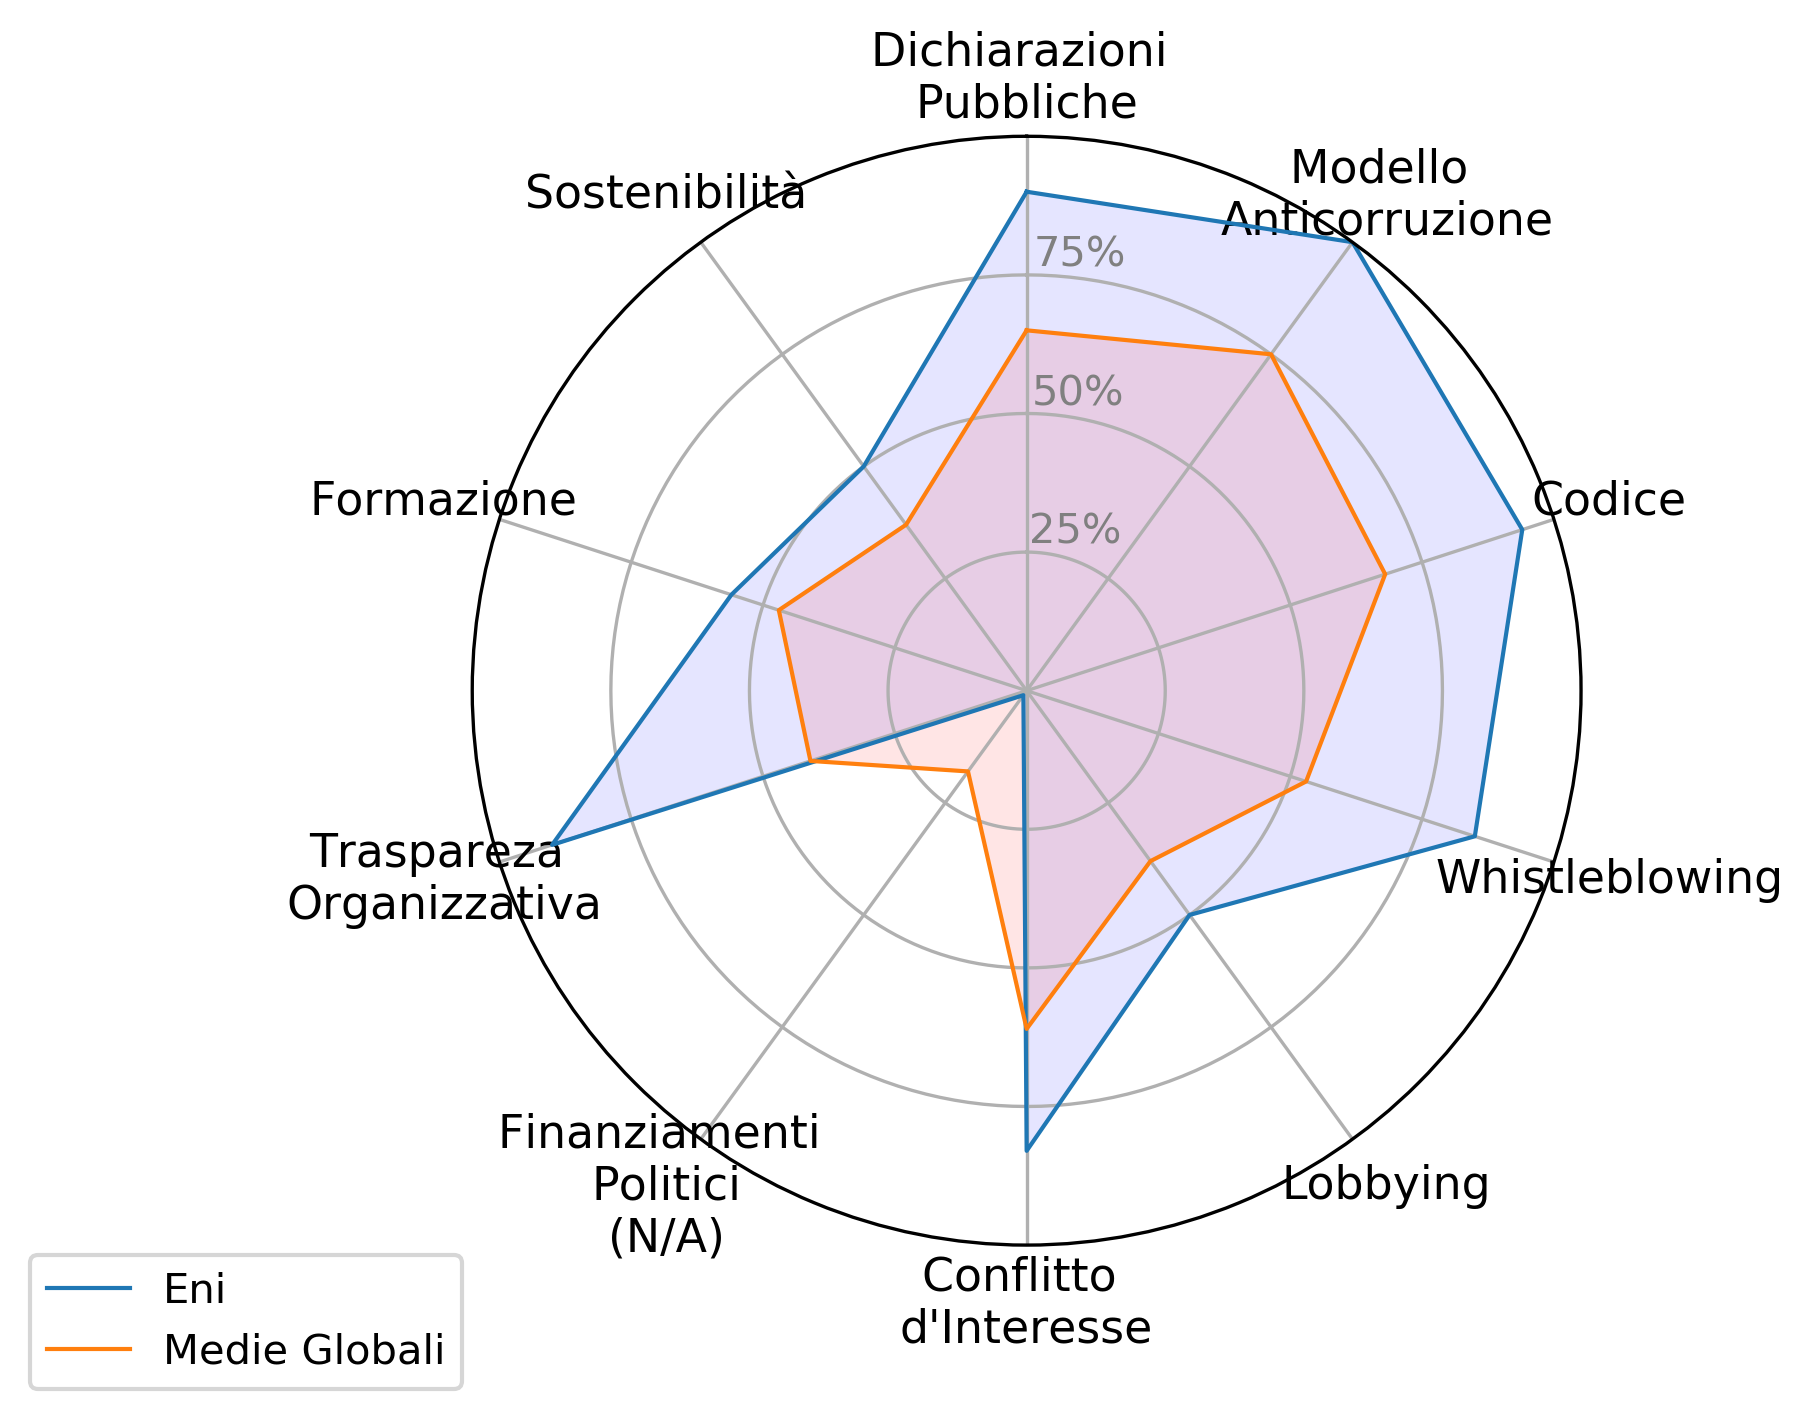 Dichiarazioni
Pubbliche
Modello
Anticorruzione
Sostenibilità
75%
50%
25%
Formazione
Codice
Traspareza
Organizzativa
Whistleblowing
Finanziamenti
Politici
(N/A)
Lobbying
Conflitto
d'Interesse
Eni
Medie Globali